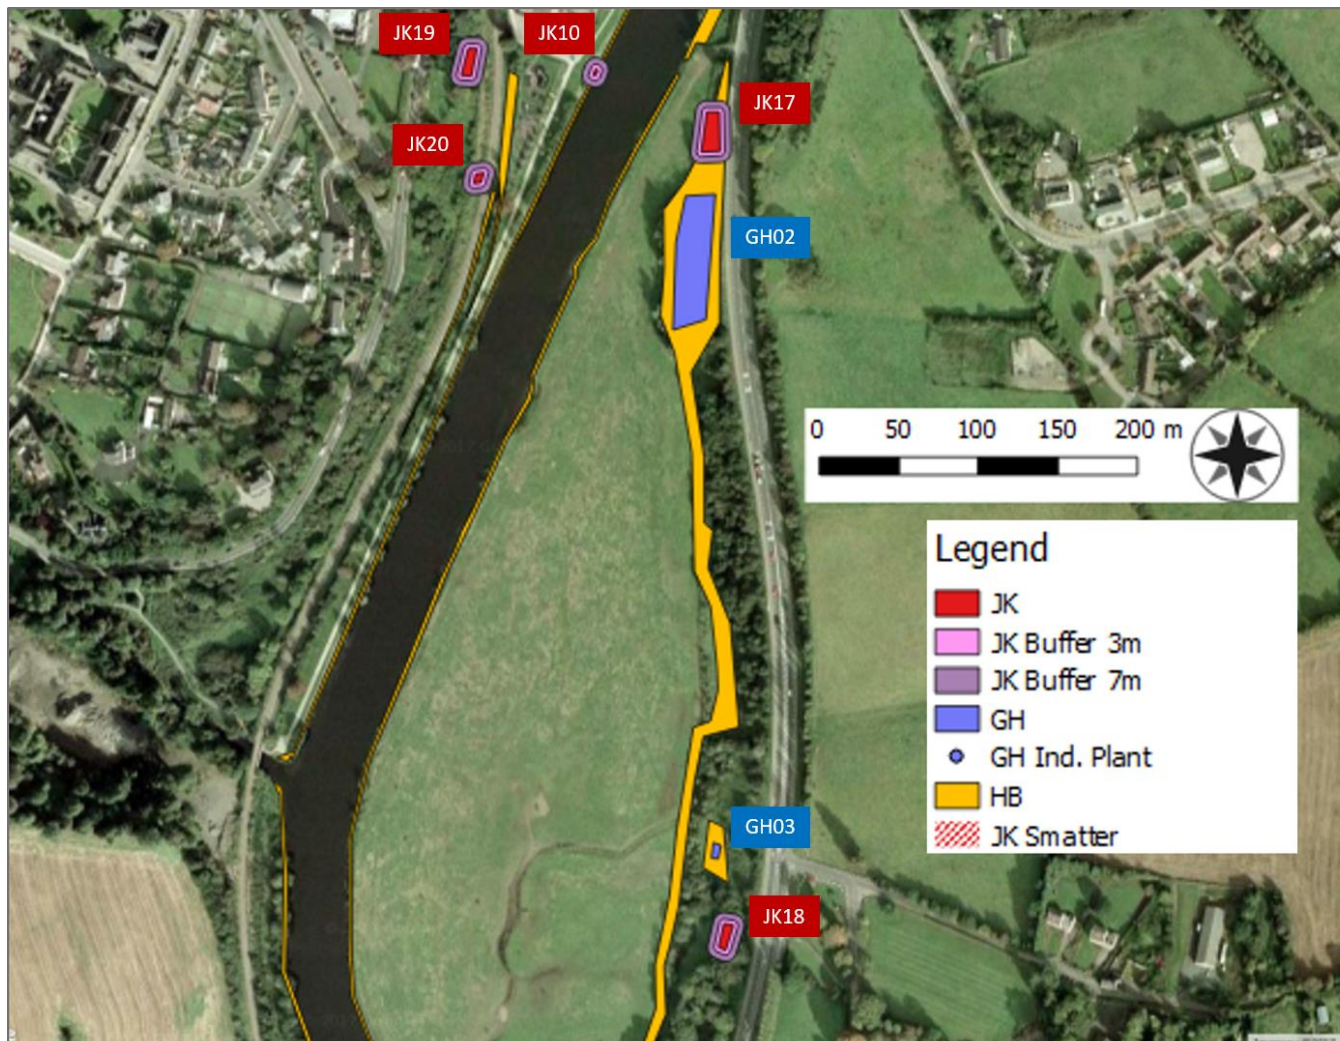 JK19
JK10
JK17
JK20
GH02
0 50 100 150 200 m
Legend
JK
JK Buffer 3m
JK Buffer 7m
GH
GH Ind. Plant
HB
JK Smatter
GH03
JK18